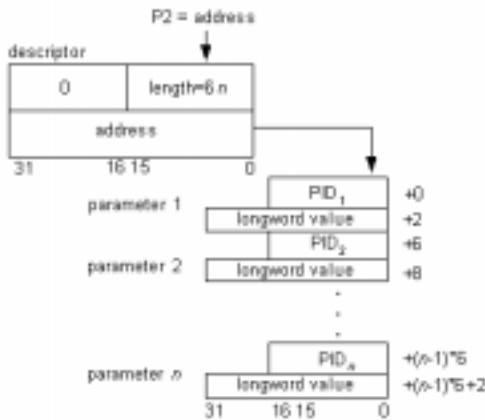 P2 = address
descriptor
0 length=6.n
address
31 16 15 0
parameter 1 PID1 +0
longword value +2
PID2 +6
parameter 2 longword value +8
PIDn +(n-1)*6
parameter n longword value +(n-1)*6+2
31 16 15 0